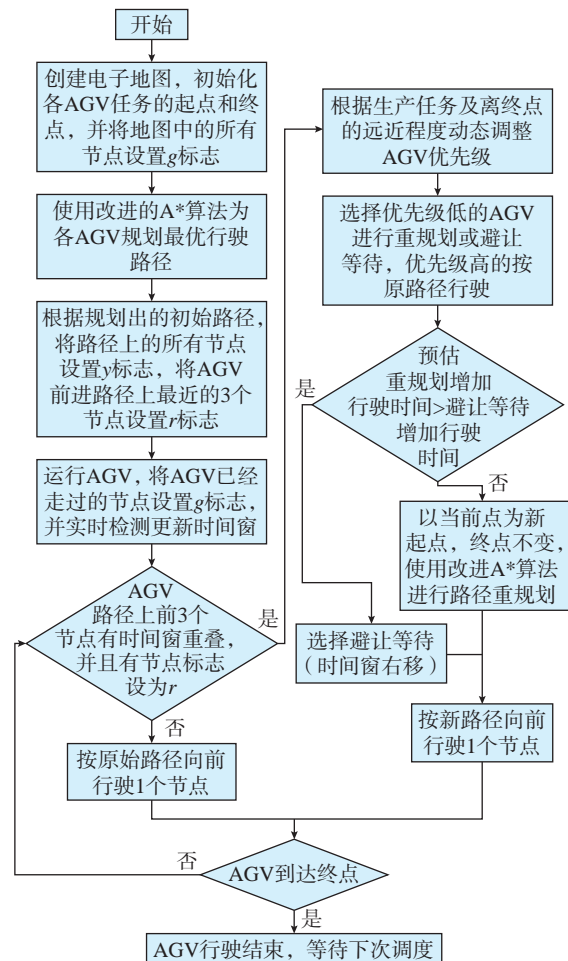 开始
创建电子地图，初始化
各AGV任务的起点和终
点，并将地图中的所有
节点设置g标志
使用改进的A*算法为
各AGV规划最优行驶
路径
根据规划出的初始路径，
将路径上的所有节点
设置y标志，将AGV
前进路径上最近的3个
节点设置r标志
运行AGV，将AGV已经
走过的节点设置g标志，
并实时检测更新时间窗
AGV
路径上前3个
节点有时间窗重叠，
并且有节点标志
设为r
是
否
按原始路径向前
行驶1个节点
根据生产任务及离终点
的远近程度动态调整
AGV优先级
选择优先级低的AGV
进行重规划或避让
等待，优先级高的按
原路径行驶
预估
重规划增加
行驶时间>避让等待
增加行驶
时间
是
否
以当前点为新
起点，终点不变，
使用改进A*算法
进行路径重规划
选择避让等待
（时间窗右移）
按新路径向前
行驶1个节点
AGV到达终点
否
是
AGV行驶结束，等待下次调度